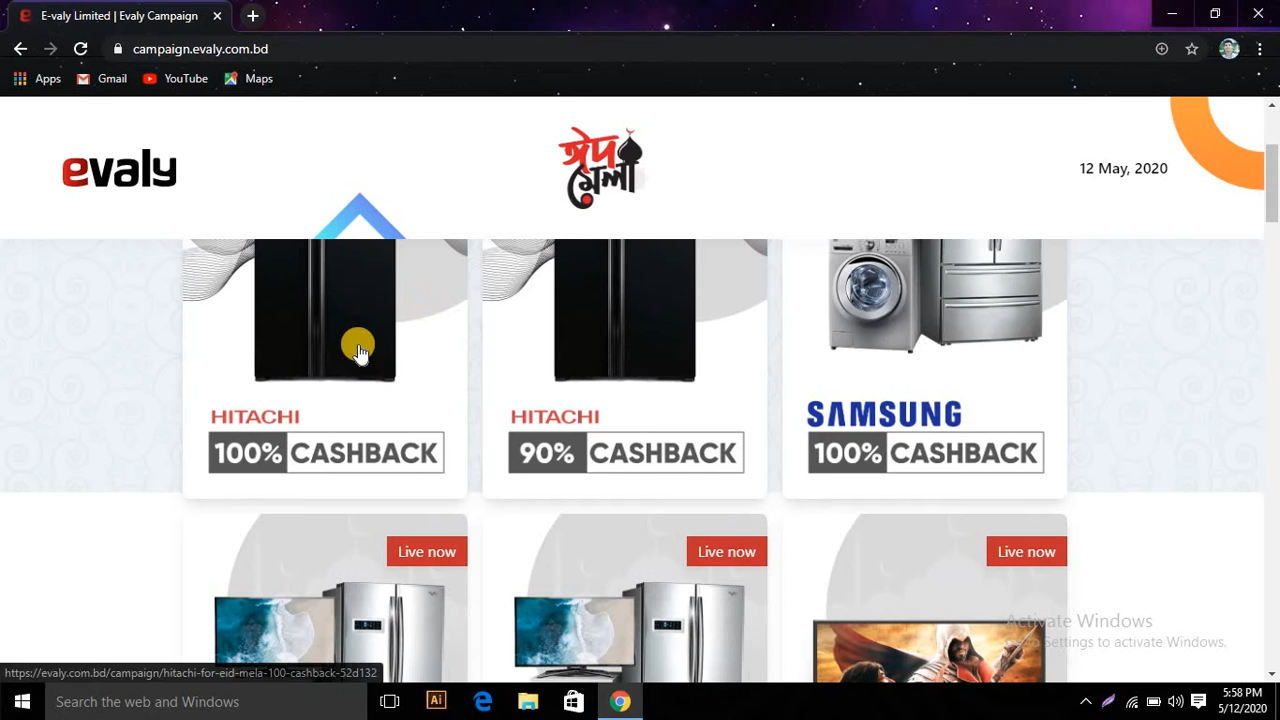 E-valy Limited | Evaly Campaign
campaign.evaly.com.bd
Apps
Gmail
YouTube
Maps
evaly
ঈদ
মেলা
12 May, 2020
HITACHI
100% CASHBACK
HITACHI
90% CASHBACK
SAMSUNG
100% CASHBACK
Live now
Live now
Live now
Activate Windows
Settings to activate Windows.
https://evaly.com.bd/campaign/hitachi-for-eid-mela-100-cashback-52d132
Search the web and Windows
Ai
5:58 PM
5/12/2020